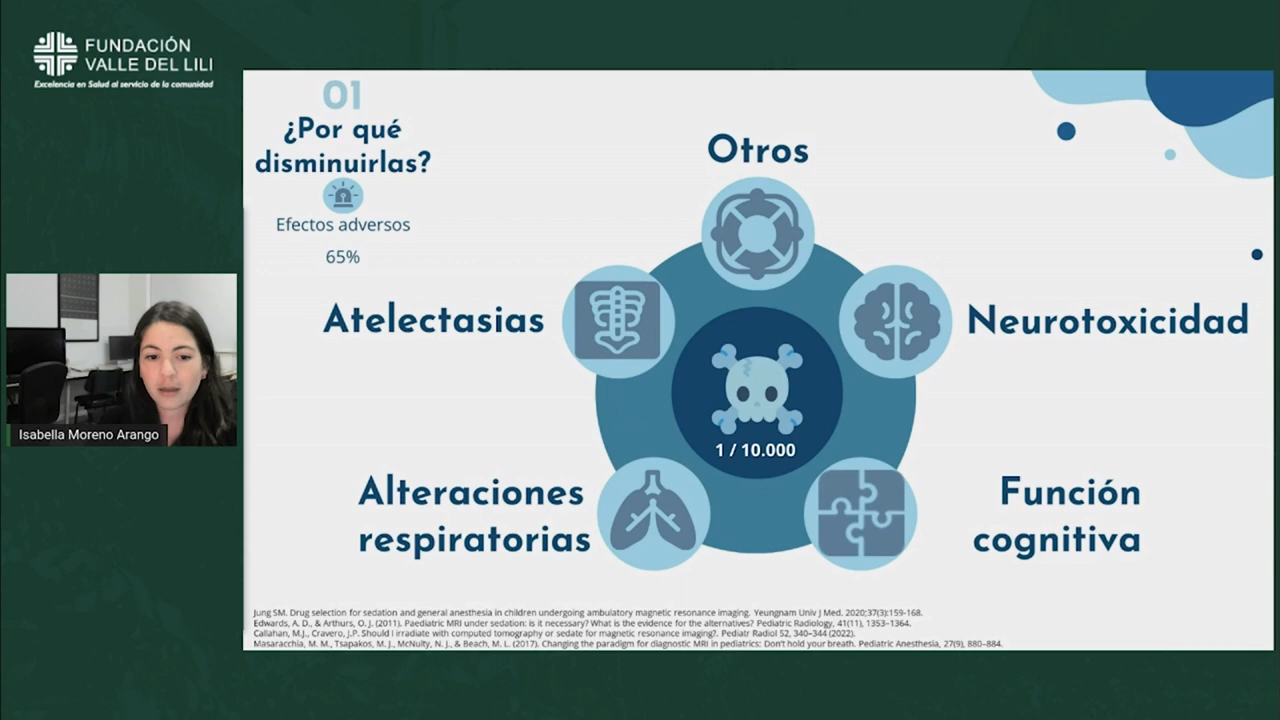 FUNDACIÓN
VALLE DEL LILI
Excelencia en Salud al servicio de la comunidad
01
¿Por qué
disminuirlas?
Efectos adversos
65%
Otros
Atelectasias
Neurotoxicidad
1 / 10.000
Isabella Moreno Arango
Alteraciones
respiratorias
Función
cognitiva
Jung SM. Drug selection for sedation and general anesthesia in children undergoing ambulatory magnetic resonance imaging. Yeungnam Univ J Med. 2020;37(3):159-168.
Edwards, A. D., & Arthurs, O. J. (2011). Paediatric MRI under sedation: is it necessary? What is the evidence for the alternatives? Pediatric Radiology, 41(11), 1353–1364.
Callahan, M.J., Cravero, J.P. Should I irradiate with computed tomography or sedate for magnetic resonance imaging?. Pediatr Radiol 52, 340–344 (2022).
Masaracchia, M. M., Tsapakos, M. J., McNulty, N. J., & Beach, M. L. (2017). Changing the paradigm for diagnostic MRI in pediatrics: Don't hold your breath. Pediatric Anesthesia, 27(9), 880–884.